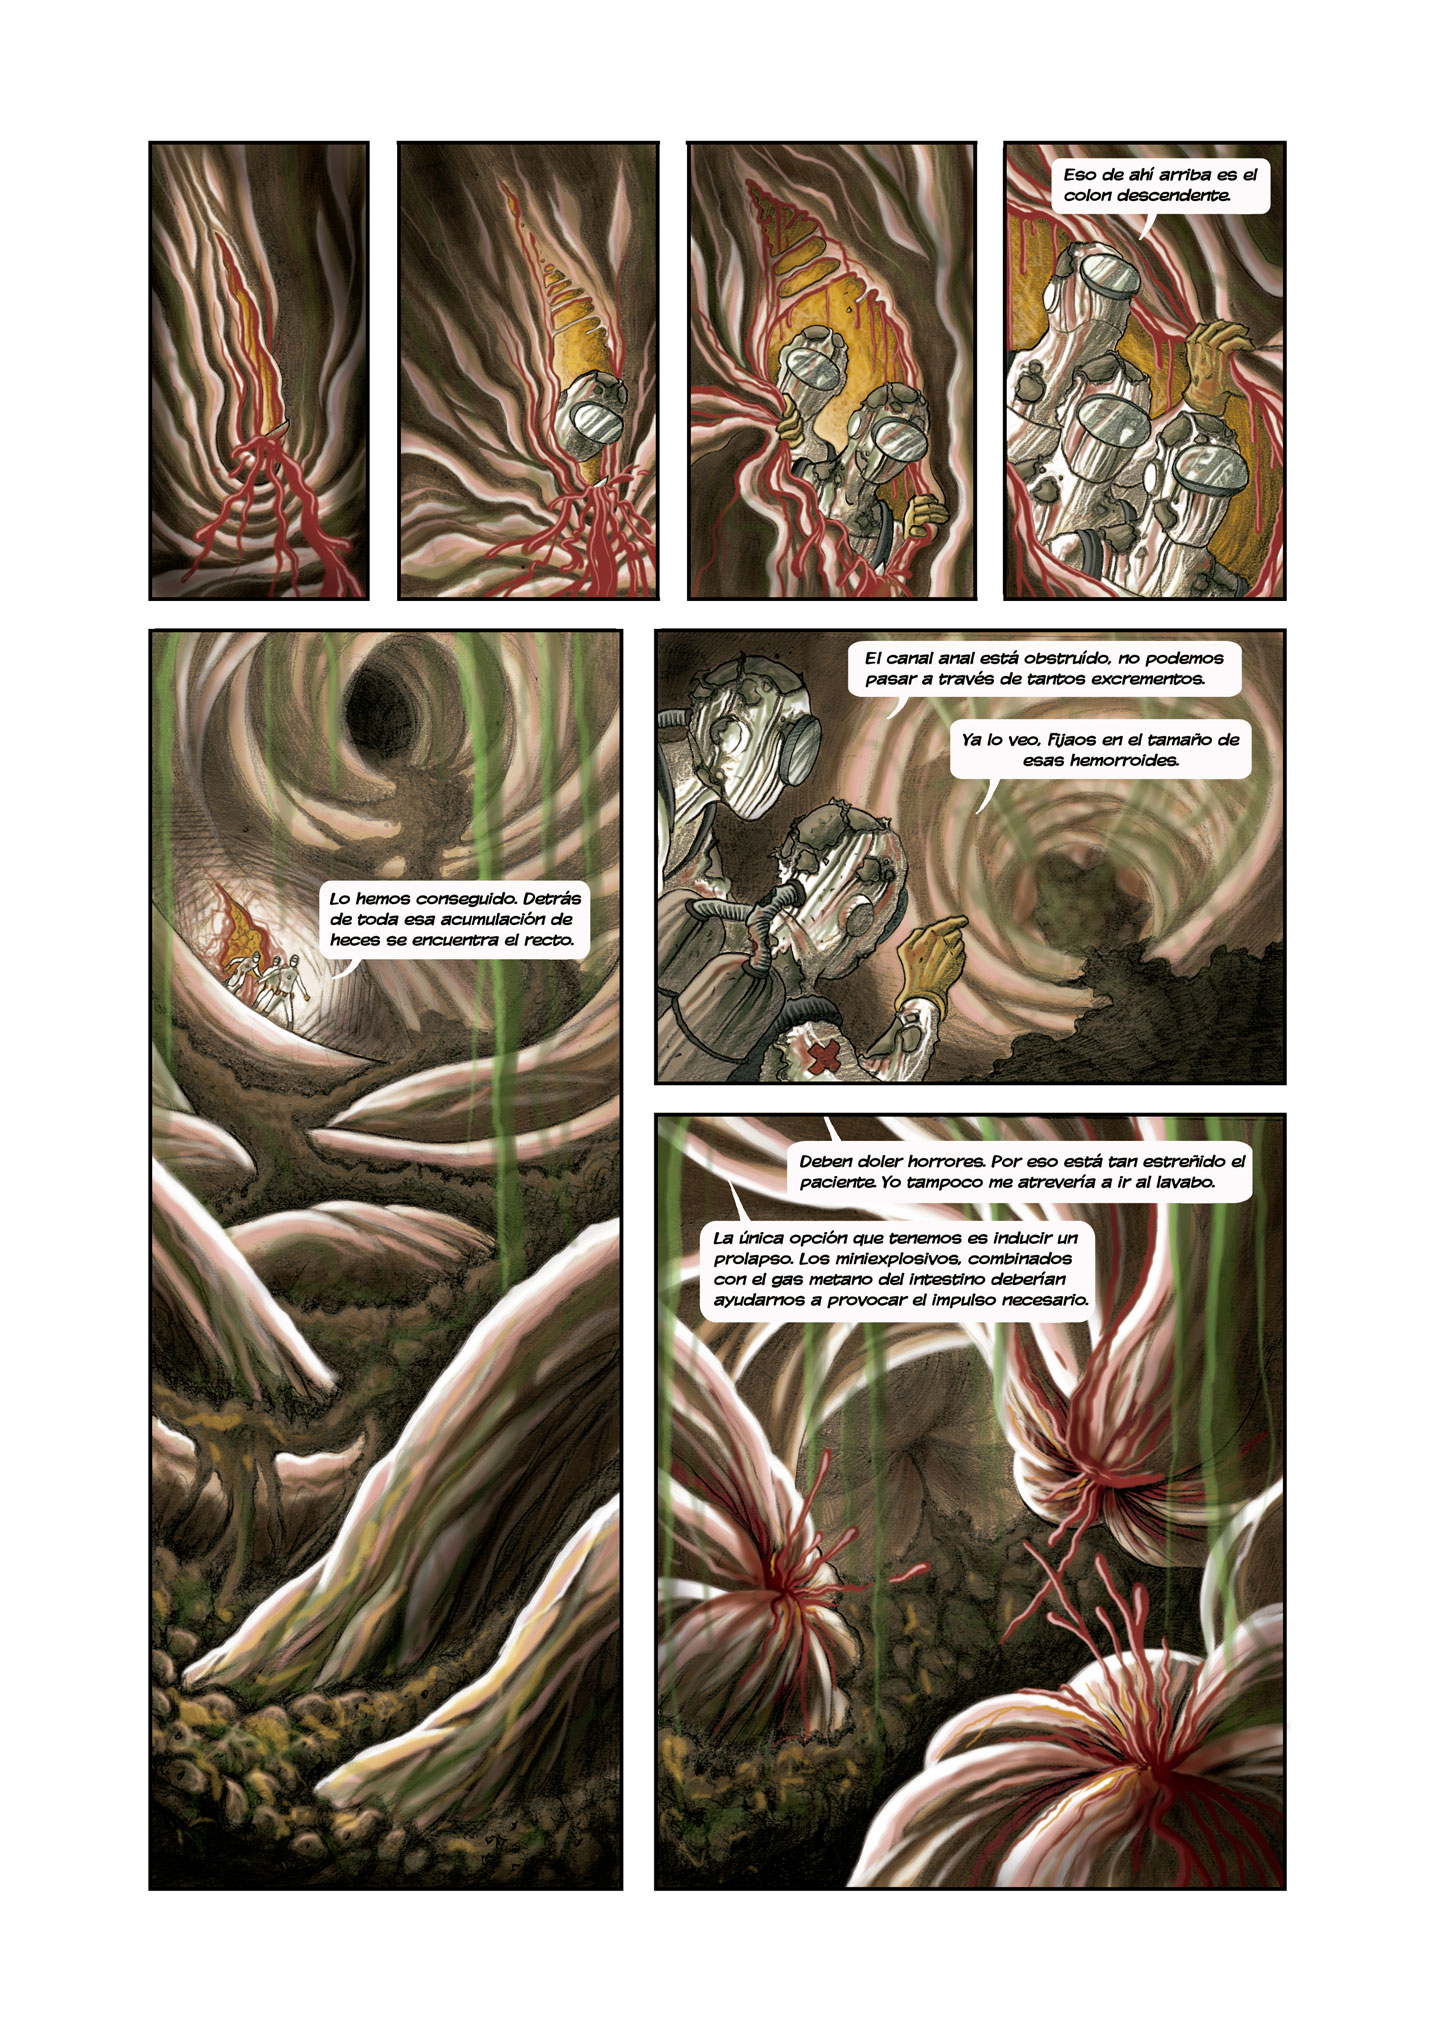 Eso de ahí arriba es el
colon descendente.
Lo hemos conseguido. Detrás
de toda esa acumulación de
heces se encuentra el recto.
El canal anal está obstruído, no podemos
pasar a través de tantos excrementos.
Ya lo veo, Fijaos en el tamaño de
esas hemorroides.
Deben doler horrores. Por eso está tan estreñido el
paciente. Yo tampoco me atrevería a ir al lavabo.
La única opción que tenemos es inducir un
prolapso. Los miniexplosivos, combinados
con el gas metano del intestino deberían
ayudarnos a provocar el impulso necesario.